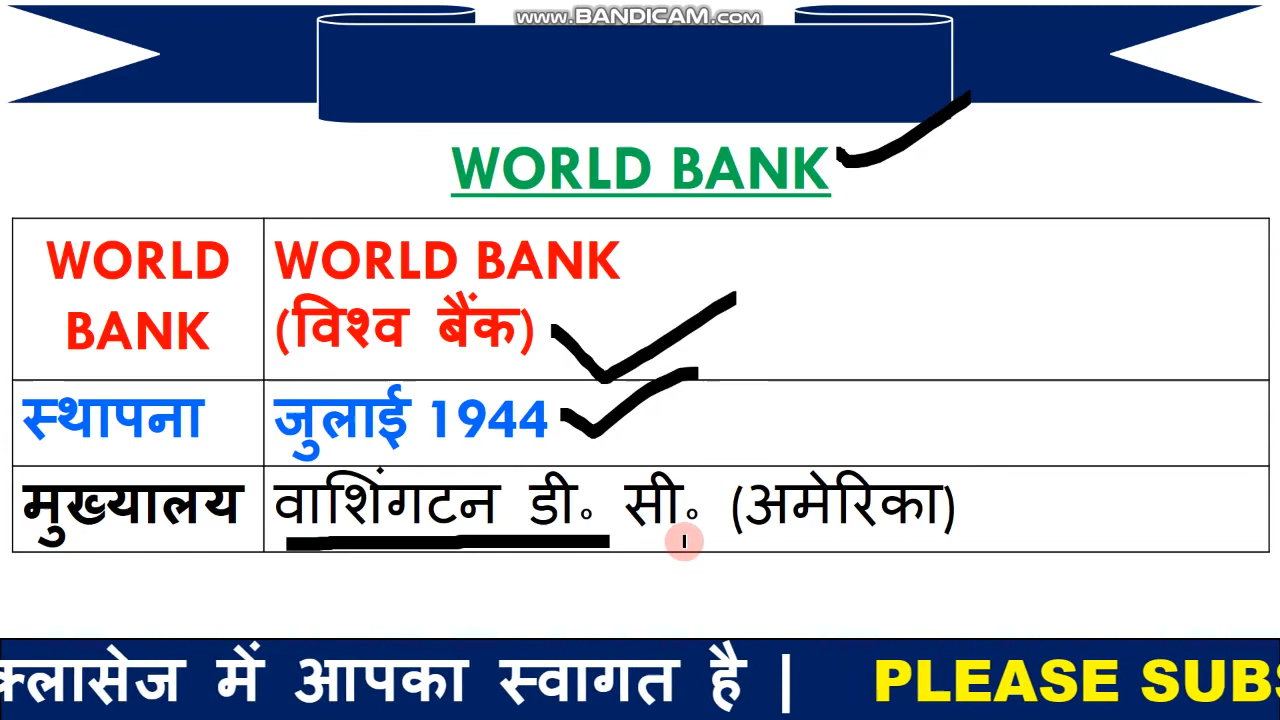 www.BANDICAM.com
WORLD BANK
WORLD BANK
WORLD BANK
(विश्व बैंक)
स्थापना
जुलाई 1944
मुख्यालय
वाशिंगटन डी॰ सी॰ (अमेरिका)
क्लासेज में आपका स्वागत है | PLEASE SUBS